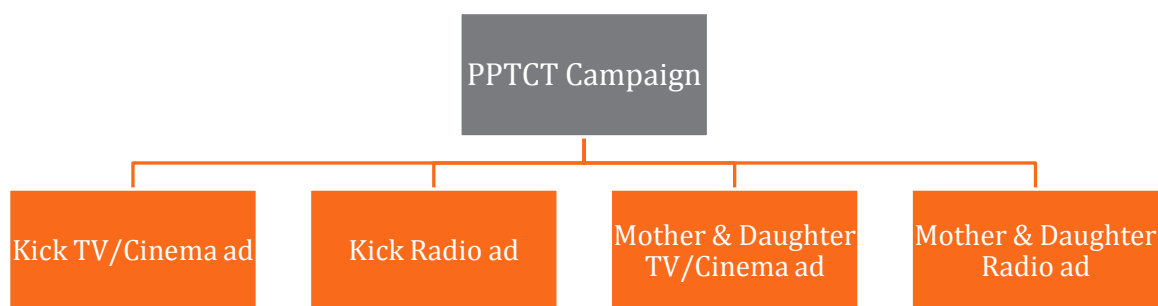 PPTCT Campaign
Kick TV/Cinema ad
Kick Radio ad
Mother & Daughter
TV/Cinema ad
Mother & Daughter
Radio ad